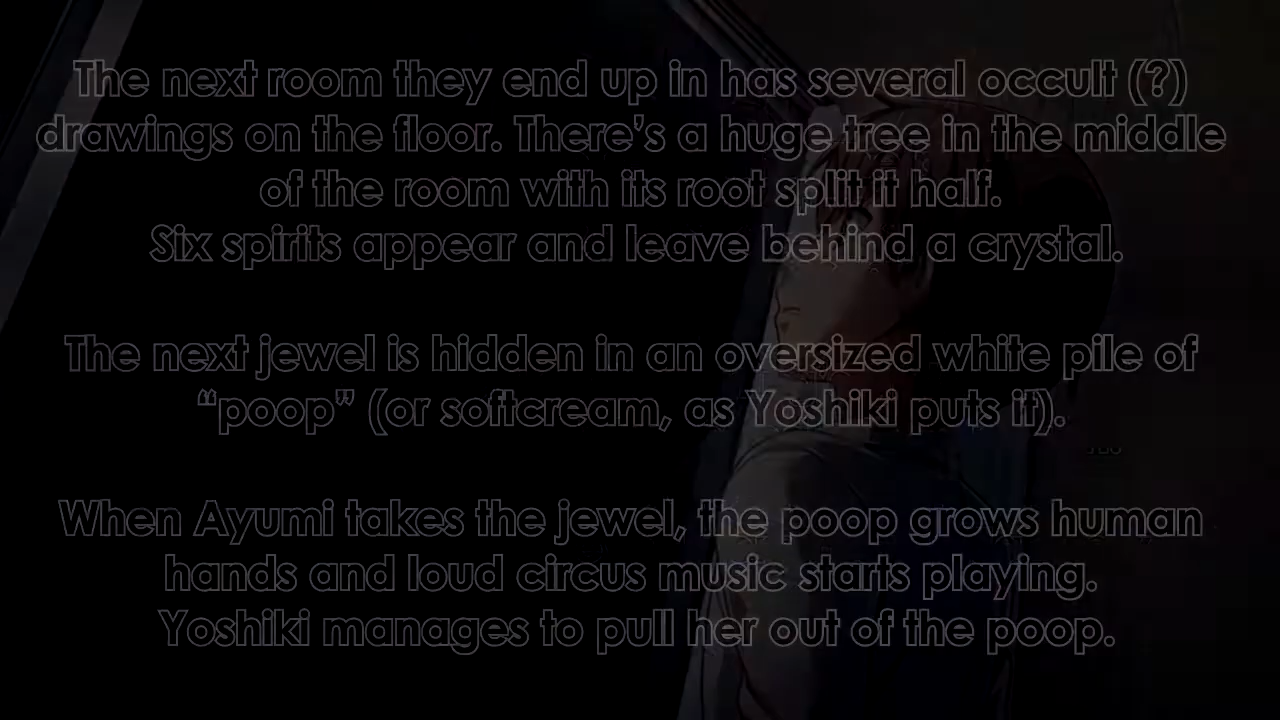 The next room they end up in has several occult (?)
drawings on the floor. There's a huge tree in the middle
of the room with its root split it half.
Six spirits appear and leave behind a crystal.
The next jewel is hidden in an oversized white pile of
“poop” (or softcream, as Yoshiki puts it).
When Ayumi takes the jewel, the poop grows human
hands and loud circus music starts playing.
Yoshiki manages to pull her out of the poop.